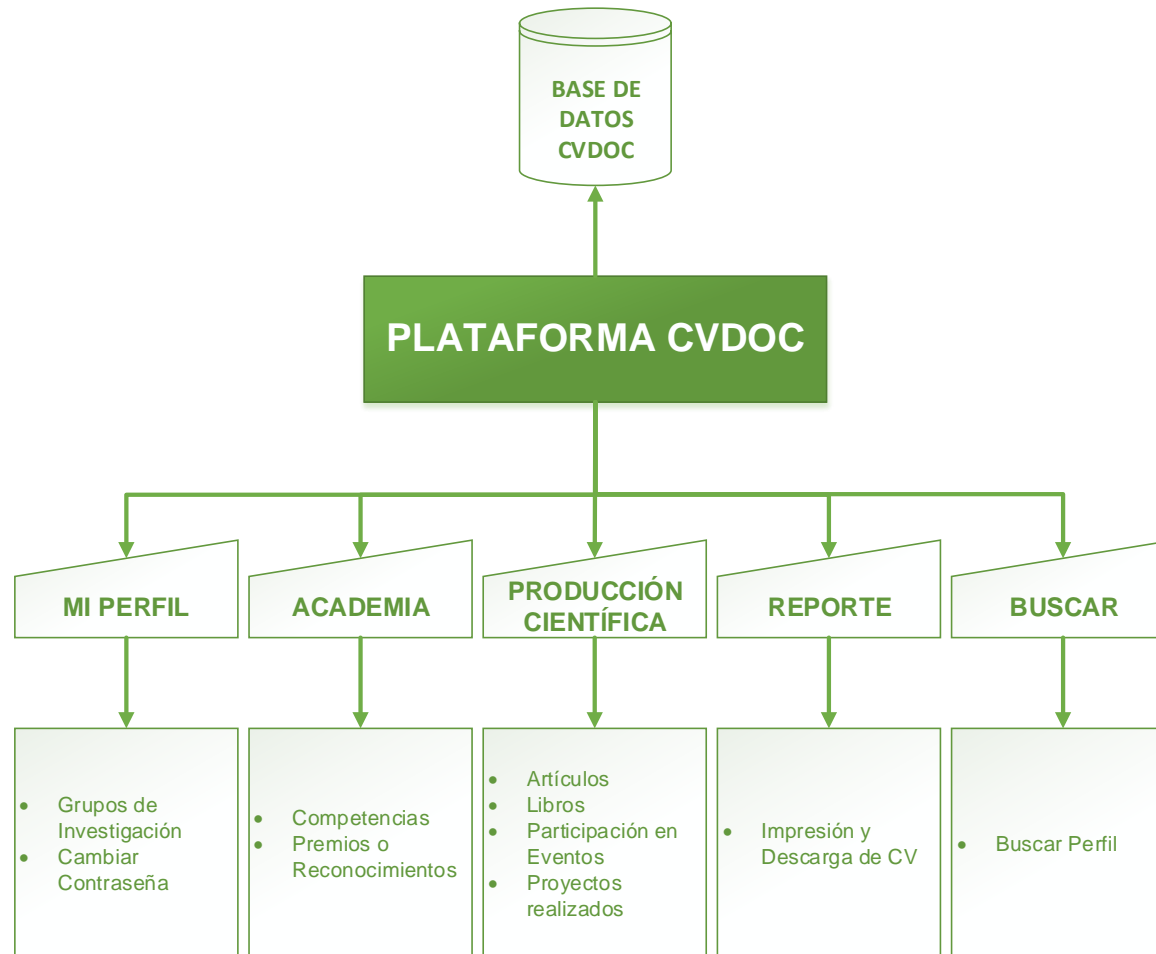 BASE DE
DATOS
CVDOC
PLATAFORMA CVDOC
MI PERFIL
ACADEMIA
PRODUCCIÓN
CIENTÍFICA
REPORTE
BUSCAR
• Grupos de
Investigación
• Cambiar
Contraseña
• Competencias
• Premios o
Reconocimientos
• Artículos
• Libros
• Participación en
Eventos
• Proyectos
realizados
• Impresión y
Descarga de CV
• Buscar Perfil